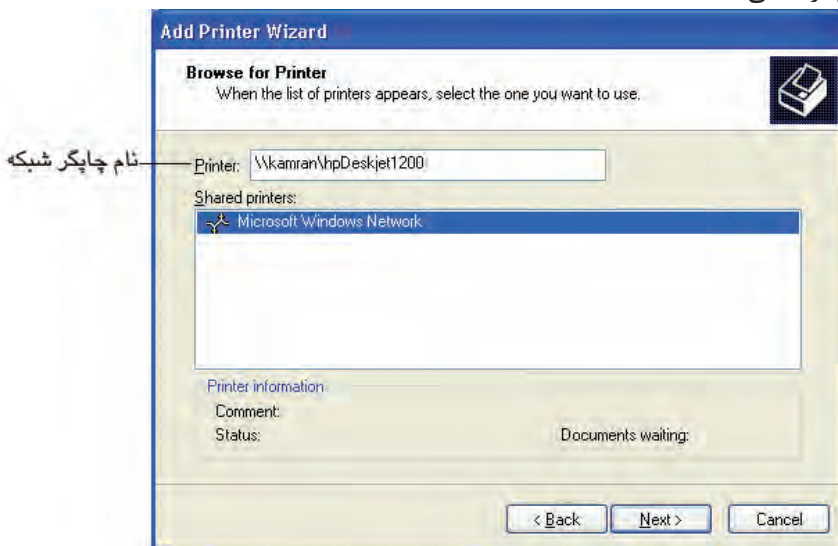 Add Printer Wizard
Browse for Printer
When the list of printers appears, select the one you want to use.
نام چاپگر شبکه
Printer: \\kamran\hpDeskjet1200
Shared printers:
Microsoft Windows Network
Printer information
Comment:
Status: Documents waiting:
< Back Next > Cancel